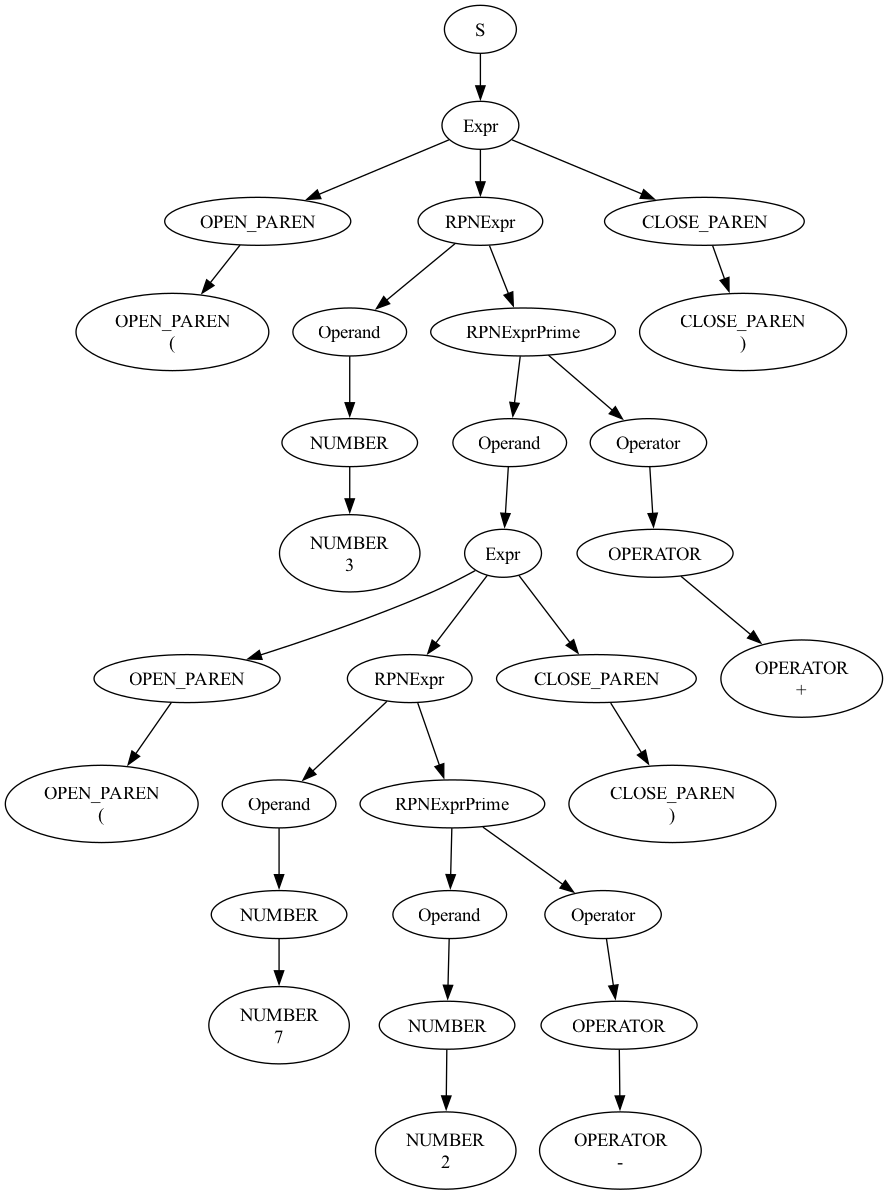 S
Expr
OPEN_PAREN
RPNExpr
CLOSE_PAREN
OPEN_PAREN
(
Operand
RPNExprPrime
CLOSE_PAREN
)
NUMBER
Operand
Operator
NUMBER
3
Expr
OPERATOR
OPEN_PAREN
RPNExpr
CLOSE_PAREN
OPERATOR
+
OPEN_PAREN
(
Operand
RPNExprPrime
CLOSE_PAREN
)
NUMBER
Operand
Operator
NUMBER
7
NUMBER
OPERATOR
NUMBER
2
OPERATOR
-